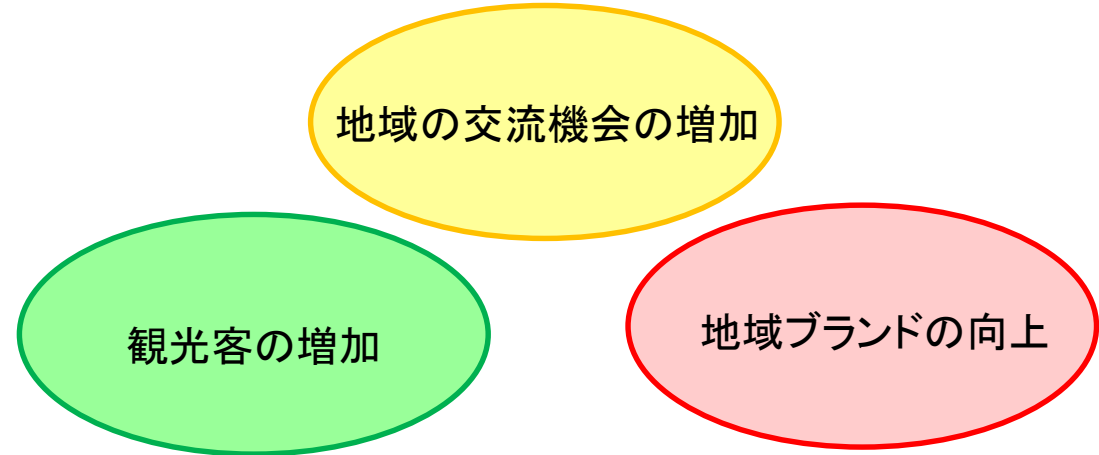 地域の交流機会の増加
観光客の増加
地域ブランドの向上